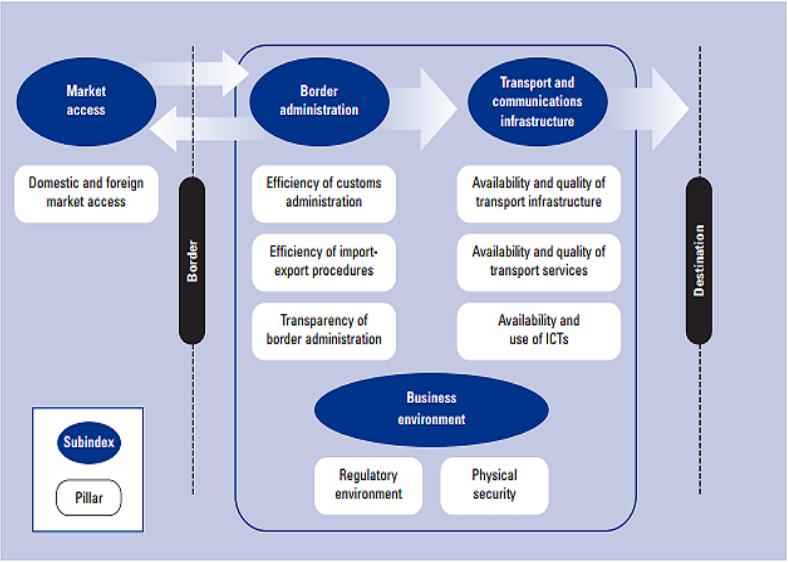 Market
access
Border
administration
Transport and
communications
infrastructure
Domestic and foreign
market access
Efficiency of customs
administration
Availability and quality of
transport infrastructure
Border
Efficiency of import-
export procedures
Availability and quality of
transport services
Destination
Transparency of
border administration
Availability and
use of ICTs
Business
environment
Regulatory
environment
Physical
security
Subindex
Pillar